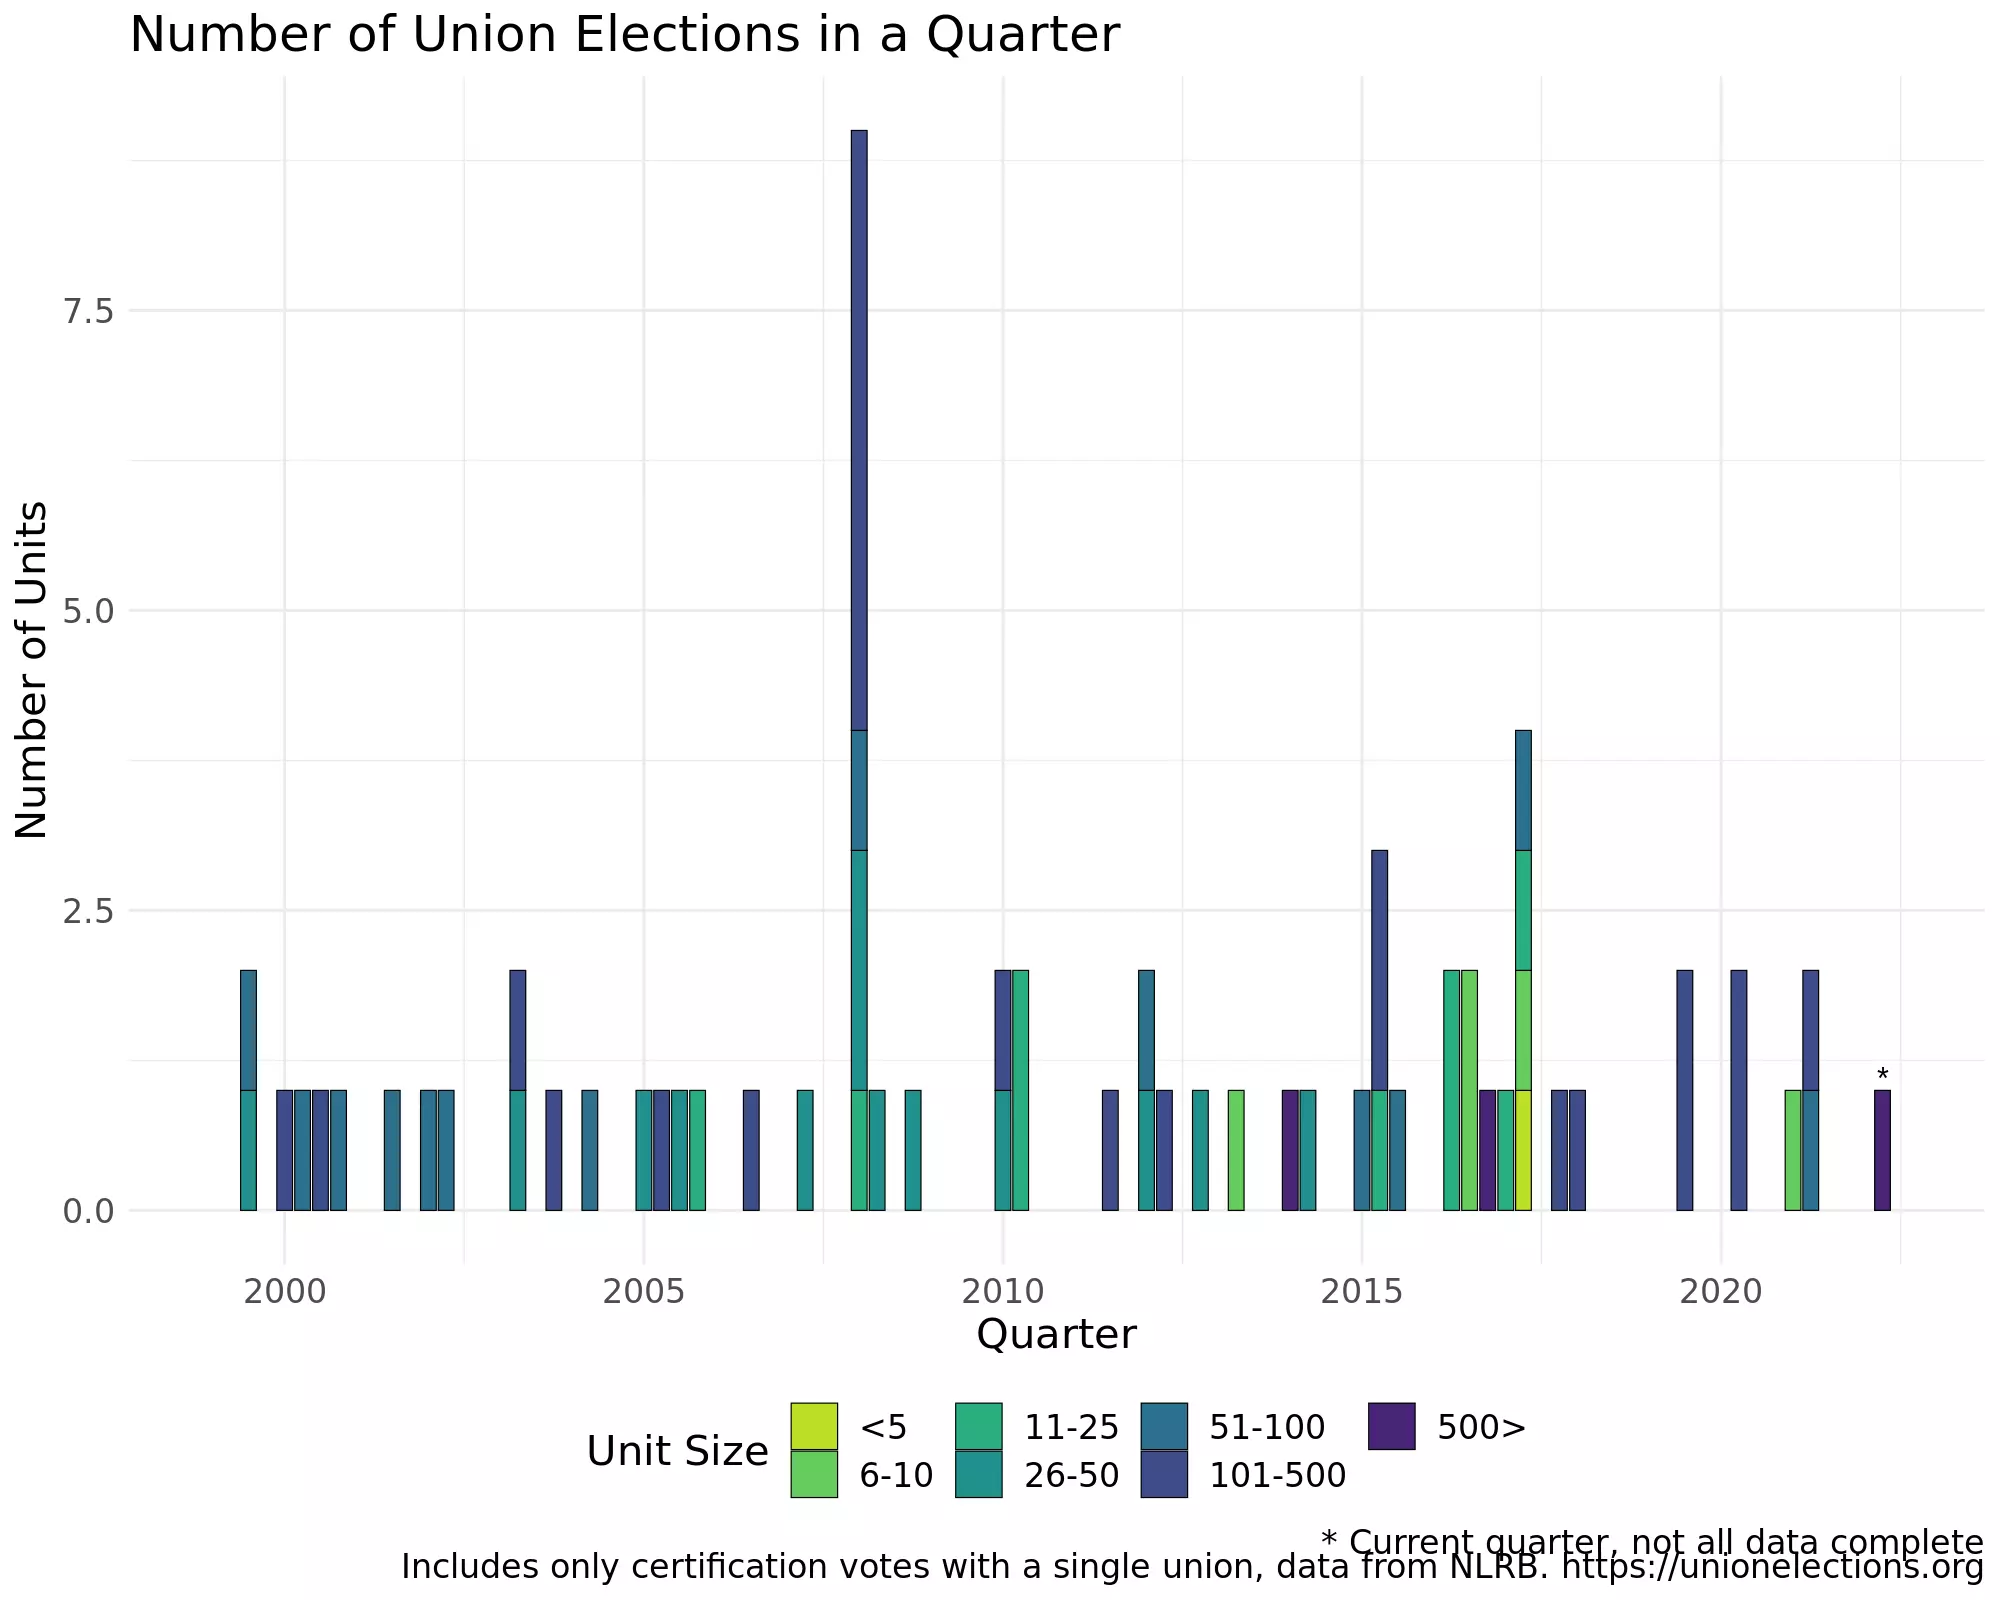 Number of Union Elections in a Quarter
Number of Units
7.5
5.0
2.5
0.0
*
2000 2005 2010 2015 2020
Quarter
Unit Size
<5 11-25 51-100 500>
6-10 26-50 101-500
* Current quarter, not all data complete
Includes only certification votes with a single union, data from NLRB. https://unionelections.org